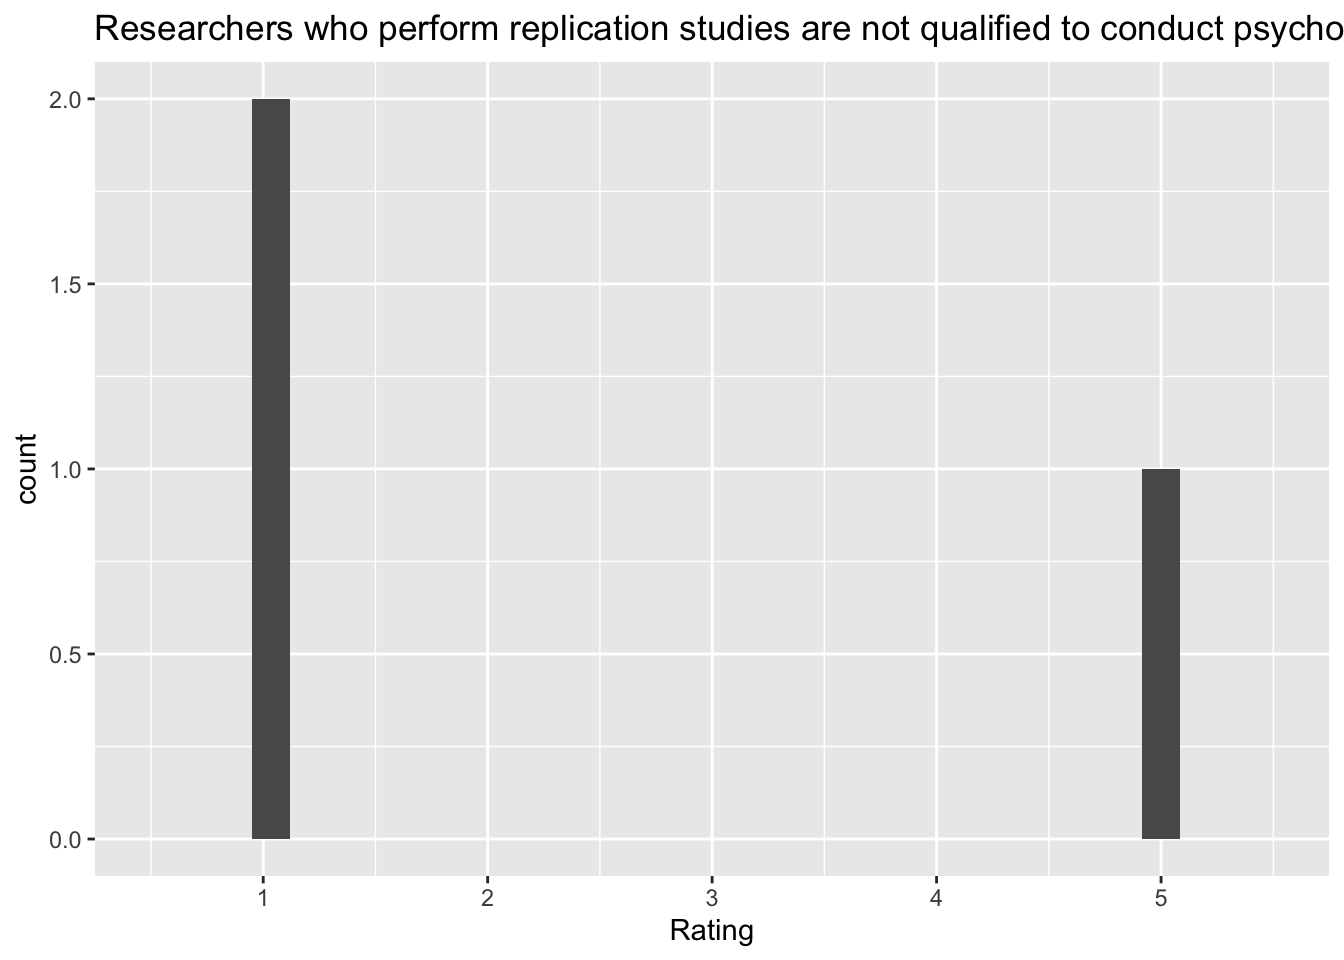 Researchers who perform replication studies are not qualified to conduct psycho
2.0
1.5
1.0
0.5
0.0
count
1 2 3 4 5
Rating